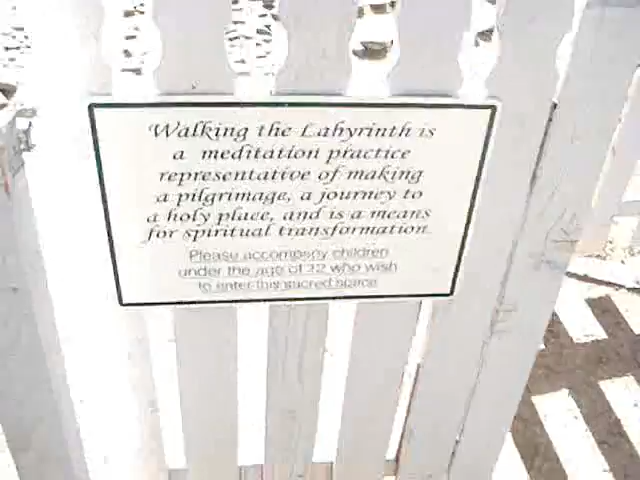 Walking the Labyrinth is
a meditation practice
representative of making
a pilgrimage, a journey to
a holy place, and is a means
for spiritual transformation.
Please accompany children
under the age of 12 who wish
to enter this sacred space